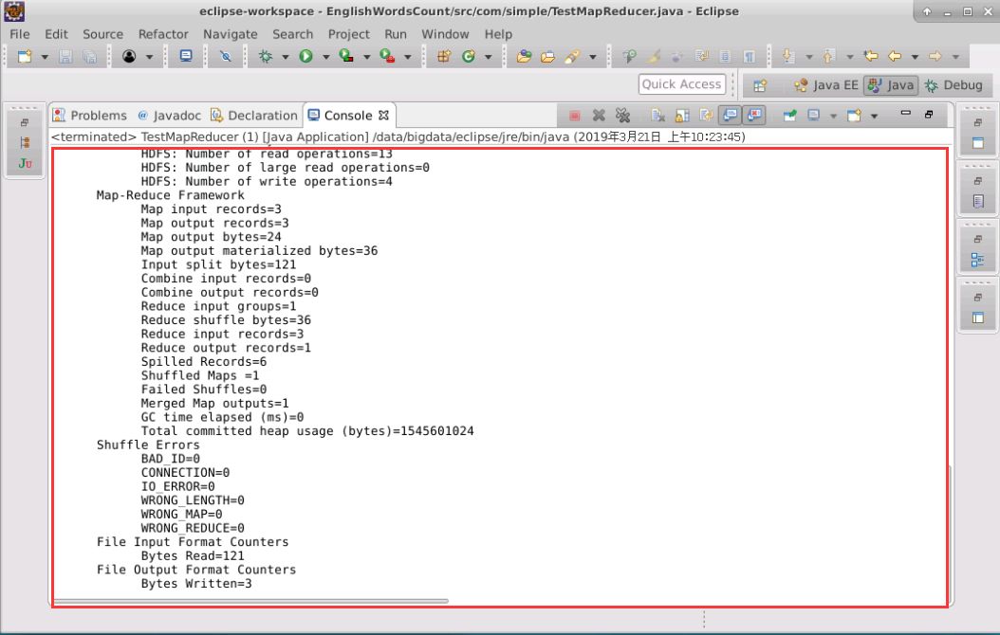 eclipse-workspace - EnglishWordsCount/src/com/simple/TestMapReducer.java - Eclipse
File Edit Source Refactor Navigate Search Project Run Window Help
Quick Access
Java EE Java Debug
Problems Javadoc Declaration Console
<terminated> TestMapReducer (1) [Java Application] /data/bigdata/eclipse/jre/bin/java (2019年3月21日 上午10:23:45)
HDFS: Number of read operations=13
HDFS: Number of large read operations=0
HDFS: Number of write operations=4
Map-Reduce Framework
Map input records=3
Map output records=3
Map output bytes=24
Map output materialized bytes=36
Input split bytes=121
Combine input records=0
Combine output records=0
Reduce input groups=1
Reduce shuffle bytes=36
Reduce input records=3
Reduce output records=1
Spilled Records=6
Shuffled Maps =1
Failed Shuffles=0
Merged Map outputs=1
GC time elapsed (ms)=0
Total committed heap usage (bytes)=1545601024
Shuffle Errors
BAD_ID=0
CONNECTION=0
IO_ERROR=0
WRONG_LENGTH=0
WRONG_MAP=0
WRONG_REDUCE=0
File Input Format Counters
Bytes Read=121
File Output Format Counters
Bytes Written=3